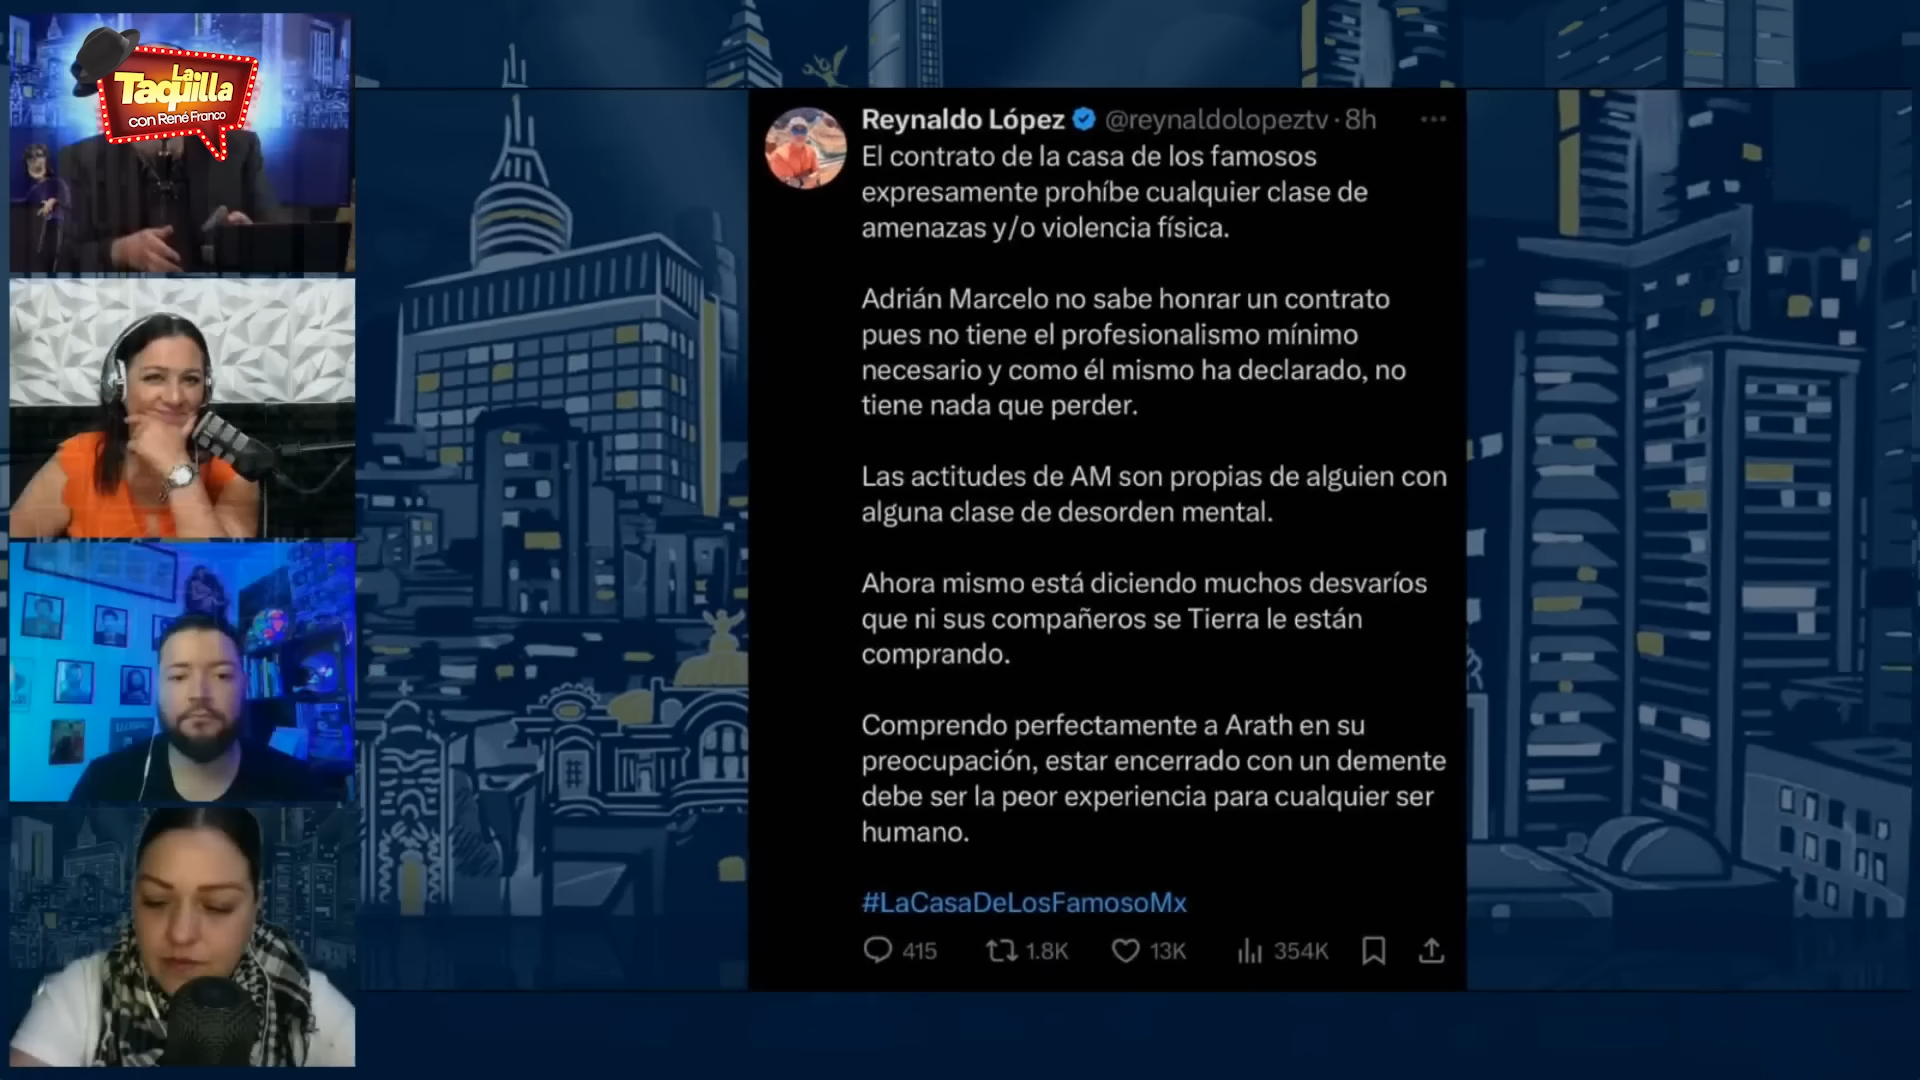 La
Taquilla
con René Franco
Reynaldo López @reynaldolopeztv · 8h
El contrato de la casa de los famosos
expresamente prohíbe cualquier clase de
amenazas y/o violencia física.
Adrián Marcelo no sabe honrar un contrato
pues no tiene el profesionalismo mínimo
necesario y como él mismo ha declarado, no
tiene nada que perder.
Las actitudes de AM son propias de alguien con
alguna clase de desorden mental.
Ahora mismo está diciendo muchos desvaríos
que ni sus compañeros se Tierra le están
comprando.
Comprendo perfectamente a Arath en su
preocupación, estar encerrado con un demente
debe ser la peor experiencia para cualquier ser
humano.
#LaCasaDeLosFamosoMx
415 1.8K 13K 354K